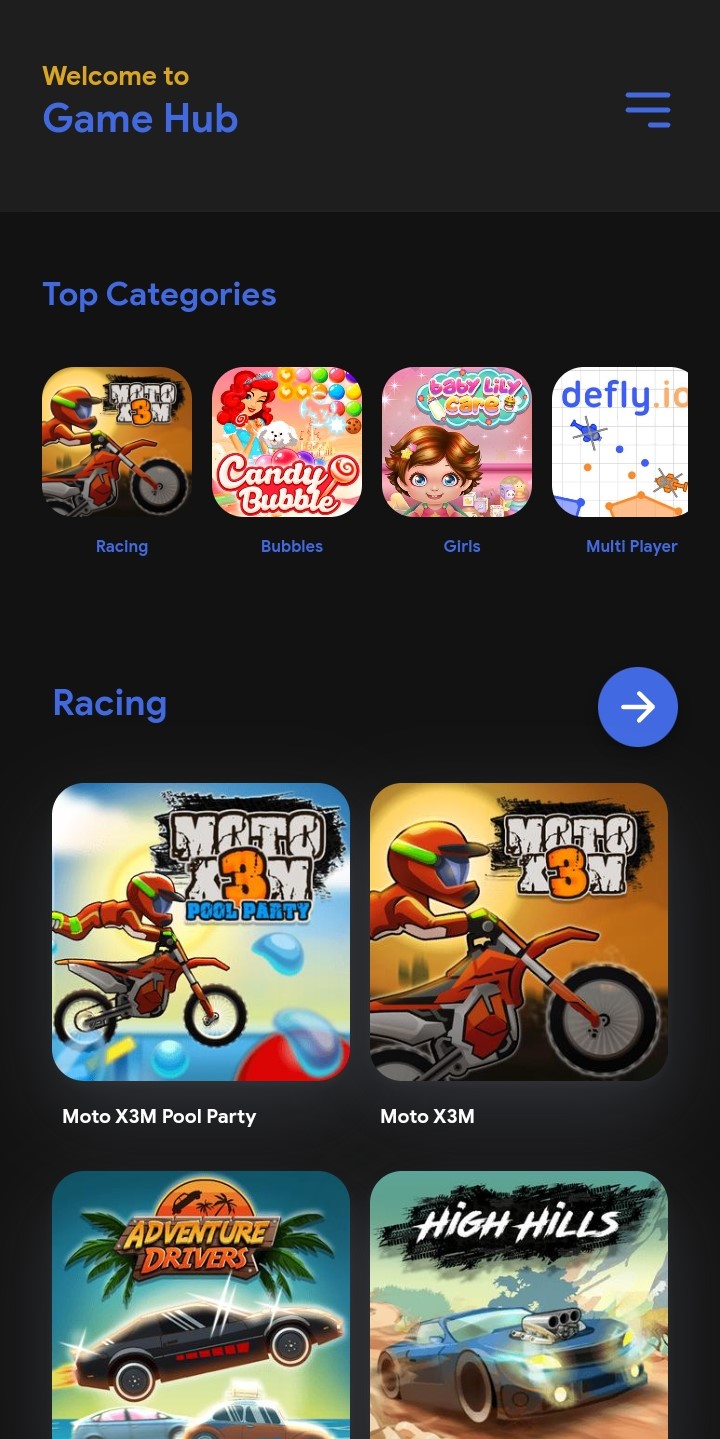 Welcome to
Game Hub
Top Categories
MOTO
X3M
Candy
Bubble
baby Lily
Care
defly.io
Racing
Bubbles
Girls
Multi Player
Racing
MOTO
X3M
POOL PARTY
MOTO
X3M
Moto X3M Pool Party
Moto X3M
ADVENTURE
DRIVERS
HIGH HILLS